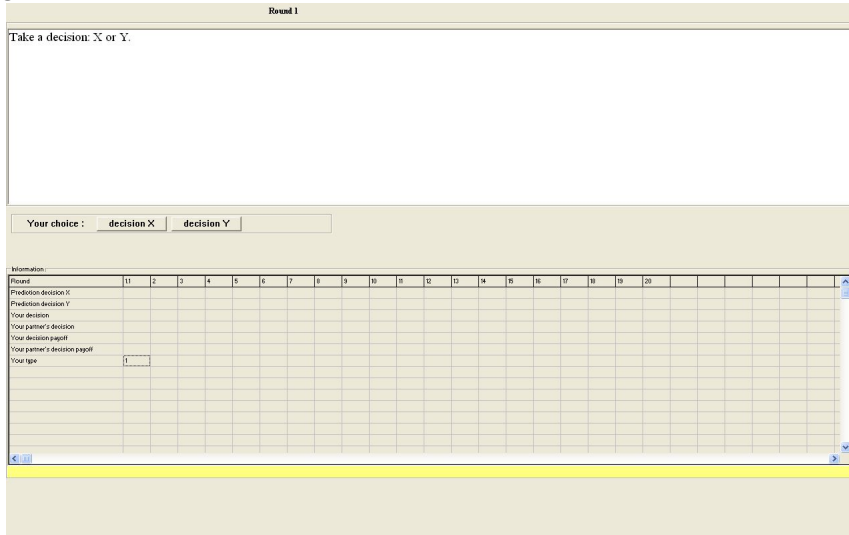 Round 1
Take a decision: X or Y.
Your choice : decision X decision Y
Information:
Round 1.1 2 3 4 5 6 7 8 9 10 11 12 13 14 15 16 17 18 19 20
Prediction decision X
Prediction decision Y
Your decision
Your partner's decision
Your decision payoff
Your partner's decision payoff
Your type 1